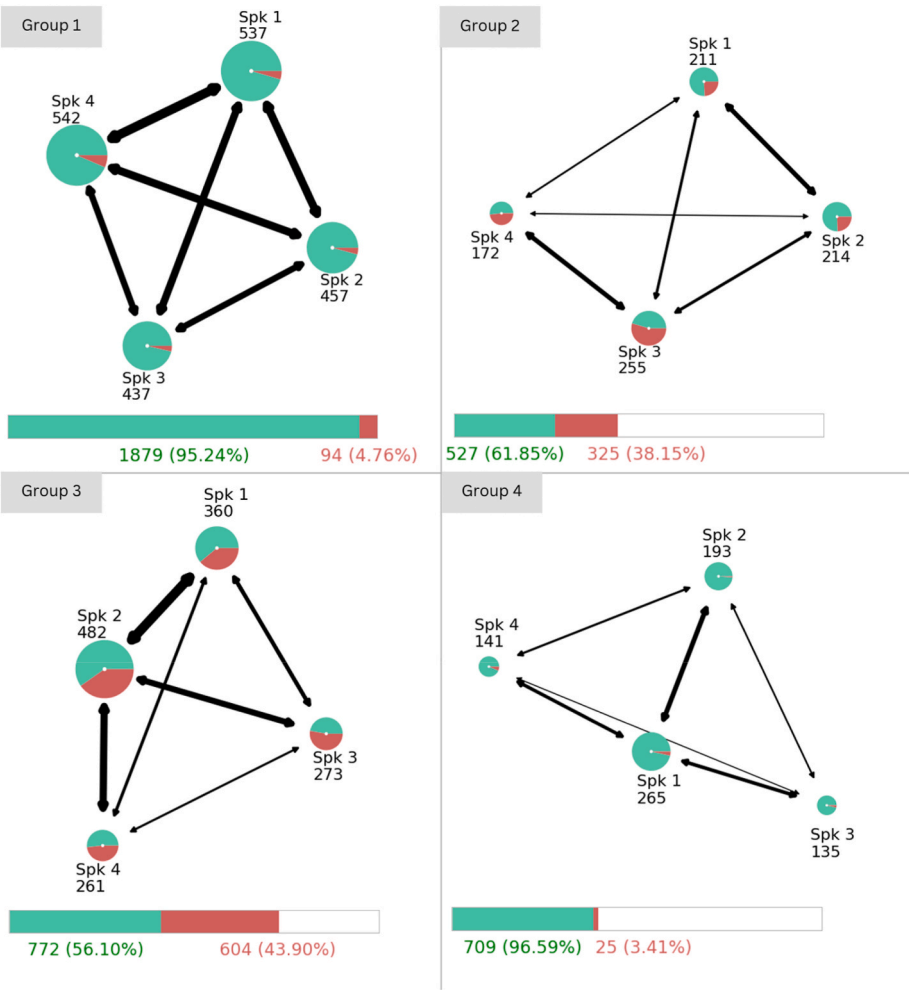 Group 1
Spk 1
537
Spk 4
542
Spk 2
457
Spk 3
437
1879 (95.24%)
94 (4.76%)
Group 2
Spk 1
211
Spk 4
172
Spk 2
214
Spk 3
255
527 (61.85%)
325 (38.15%)
Group 3
Spk 1
360
Spk 2
482
Spk 3
273
Spk 4
261
772 (56.10%)
604 (43.90%)
Group 4
Spk 2
193
Spk 4
141
Spk 1
265
Spk 3
135
709 (96.59%)
25 (3.41%)